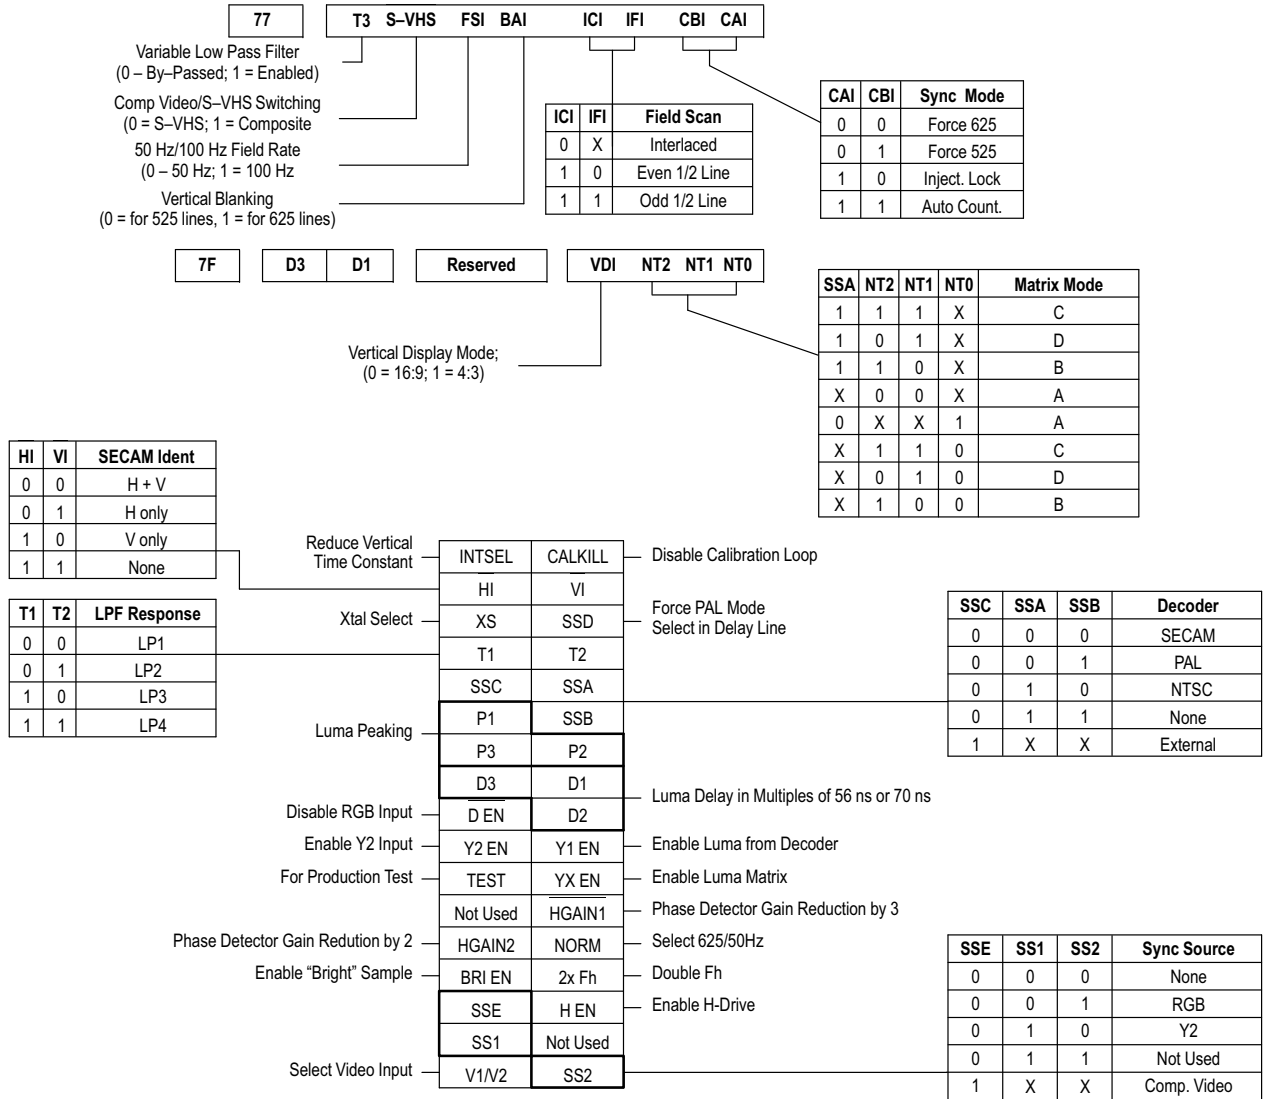 77 T3 S–VHS FSI BAI ICI IFI CBI CAI
Variable Low Pass Filter
(0 – By–Passed; 1 = Enabled)
Comp Video/S–VHS Switching
(0 = S–VHS; 1 = Composite
50 Hz/100 Hz Field Rate
(0 – 50 Hz; 1 = 100 Hz
Vertical Blanking
(0 = for 525 lines, 1 = for 625 lines)
ICI IFI Field Scan
0 X Interlaced
1 0 Even 1/2 Line
1 1 Odd 1/2 Line
CAI CBI Sync Mode
0 0 Force 625
0 1 Force 525
1 0 Inject. Lock
1 1 Auto Count.
7F D3 D1 Reserved VDI NT2 NT1 NT0
Vertical Display Mode;
(0 = 16:9; 1 = 4:3)
SSA NT2 NT1 NT0 Matrix Mode
1 1 1 X C
1 0 1 X D
1 1 0 X B
X 0 0 X A
0 X X 1 A
X 1 1 0 C
X 0 1 0 D
X 1 0 0 B
HI VI SECAM Ident
0 0 H + V
0 1 H only
1 0 V only
1 1 None
T1 T2 LPF Response
0 0 LP1
0 1 LP2
1 0 LP3
1 1 LP4
Reduce Vertical
Time Constant
INTSEL CALKILL
Disable Calibration Loop
HI VI
Xtal Select
XS SSD
Force PAL Mode
Select in Delay Line
T1 T2
SSC SSA
P1 SSB
Luma Peaking
P3 P2
D3 D1
Luma Delay in Multiples of 56 ns or 70 ns
Disable RGB Input
D EN D2
Enable Y2 Input
Y2 EN Y1 EN
Enable Luma from Decoder
For Production Test
TEST YX EN
Enable Luma Matrix
Not Used HGAIN1
Phase Detector Gain Reduction by 3
Phase Detector Gain Redution by 2
HGAIN2 NORM
Select 625/50Hz
Enable “Bright” Sample
BRI EN 2x Fh
Double Fh
SSE H EN
Enable H-Drive
SS1 Not Used
Select Video Input
V1/V2 SS2
SSC SSA SSB Decoder
0 0 0 SECAM
0 0 1 PAL
0 1 0 NTSC
0 1 1 None
1 X X External
SSE SS1 SS2 Sync Source
0 0 0 None
0 0 1 RGB
0 1 0 Y2
0 1 1 Not Used
1 X X Comp. Video